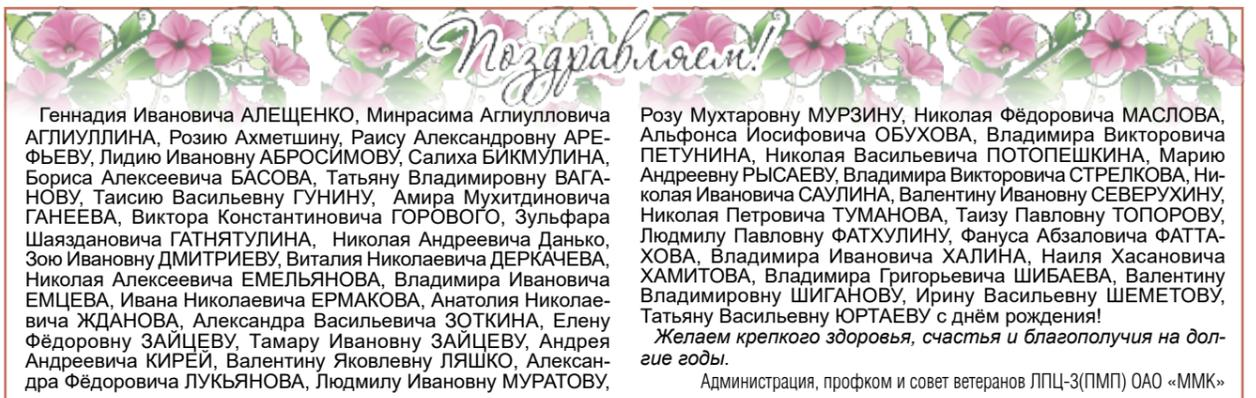 Поздравляем!
Геннадия Ивановича АЛЕЩЕНКО, Минрасима Аглиулловича
АГЛИУЛЛИНА, Розию Ахметшину, Раису Александровну АРЕ-
ФЬЕВУ, Лидию Ивановну АБРОСИМОВУ, Салиха БИКМУЛИНА,
Бориса Алексеевича БАСОВА, Татьяну Владимировну ВАГА-
НОВУ, Таисию Васильевну ГУНИНУ, Амира Мухитдиновича
ГАНЕЕВА, Виктора Константиновича ГОРОВОГО, Зульфара
Шаяздановича ГАТНЯТУЛИНА, Николая Андреевича Данько,
Зою Ивановну ДМИТРИЕВУ, Виталия Николаевича ДЕРКАЧЕВА,
Николая Алексеевича ЕМЕЛЬЯНОВА, Владимира Ивановича
ЕМЦЕВА, Ивана Николаевича ЕРМАКОВА, Анатолия Николае-
вича ЖДАНОВА, Александра Васильевича ЗОТКИНА, Елену
Фёдоровну ЗАЙЦЕВУ, Тамару Ивановну ЗАЙЦЕВУ, Андрея
Андреевича КИРЕЙ, Валентину Яковлевну ЛЯШКО, Алексан-
дра Фёдоровича ЛУКЬЯНОВА, Людмилу Ивановну МУРАТОВУ,
Розу Мухтаровну МУРЗИНУ, Николая Фёдоровича МАСЛОВА,
Альфонса Иосифовича ОБУХОВА, Владимира Викторовича
ПЕТУНИНА, Николая Васильевича ПОТОПЕШКИНА, Марию
Андреевну РЫСАЕВУ, Владимира Викторовича СТРЕЛКОВА, Ни-
колая Ивановича САУЛИНА, Валентину Ивановну СЕВЕРУХИНУ,
Николая Петровича ТУМАНОВА, Таизу Павловну ТОПОРОВУ,
Людмилу Павловну ФАТХУЛИНУ, Фануса Абзаловича ФАТТА-
ХОВА, Владимира Ивановича ХАЛИНА, Наиля Хасановича
ХАМИТОВА, Владимира Григорьевича ШИБАЕВА, Валентину
Владимировну ШИГАНОВУ, Ирину Васильевну ШЕМЕТОВУ,
Татьяну Васильевну ЮРТАЕВУ с днём рождения!
Желаем крепкого здоровья, счастья и благополучия на дол-
гие годы.
Администрация, профком и совет ветеранов ЛПЦ-3(ПМП) ОАО «ММК»